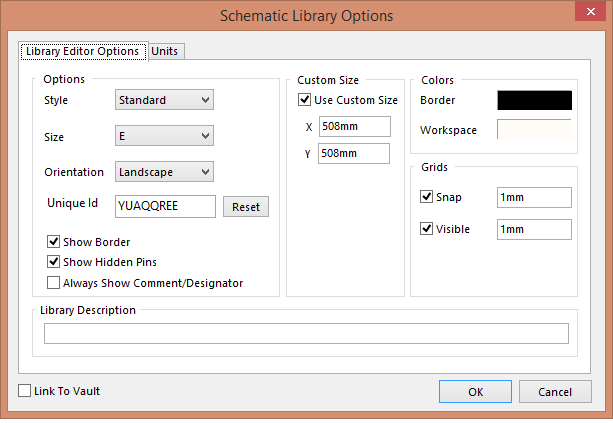 Schematic Library Options
Library Editor Options
Units
Options
Style
Standard
Size
E
Orientation
Landscape
Unique Id
YUAQQREE
Reset
Show Border
Show Hidden Pins
Always Show Comment/Designator
Custom Size
Use Custom Size
X
508mm
Y
508mm
Colors
Border
Workspace
Grids
Snap
1mm
Visible
1mm
Library Description
Link To Vault
OK
Cancel